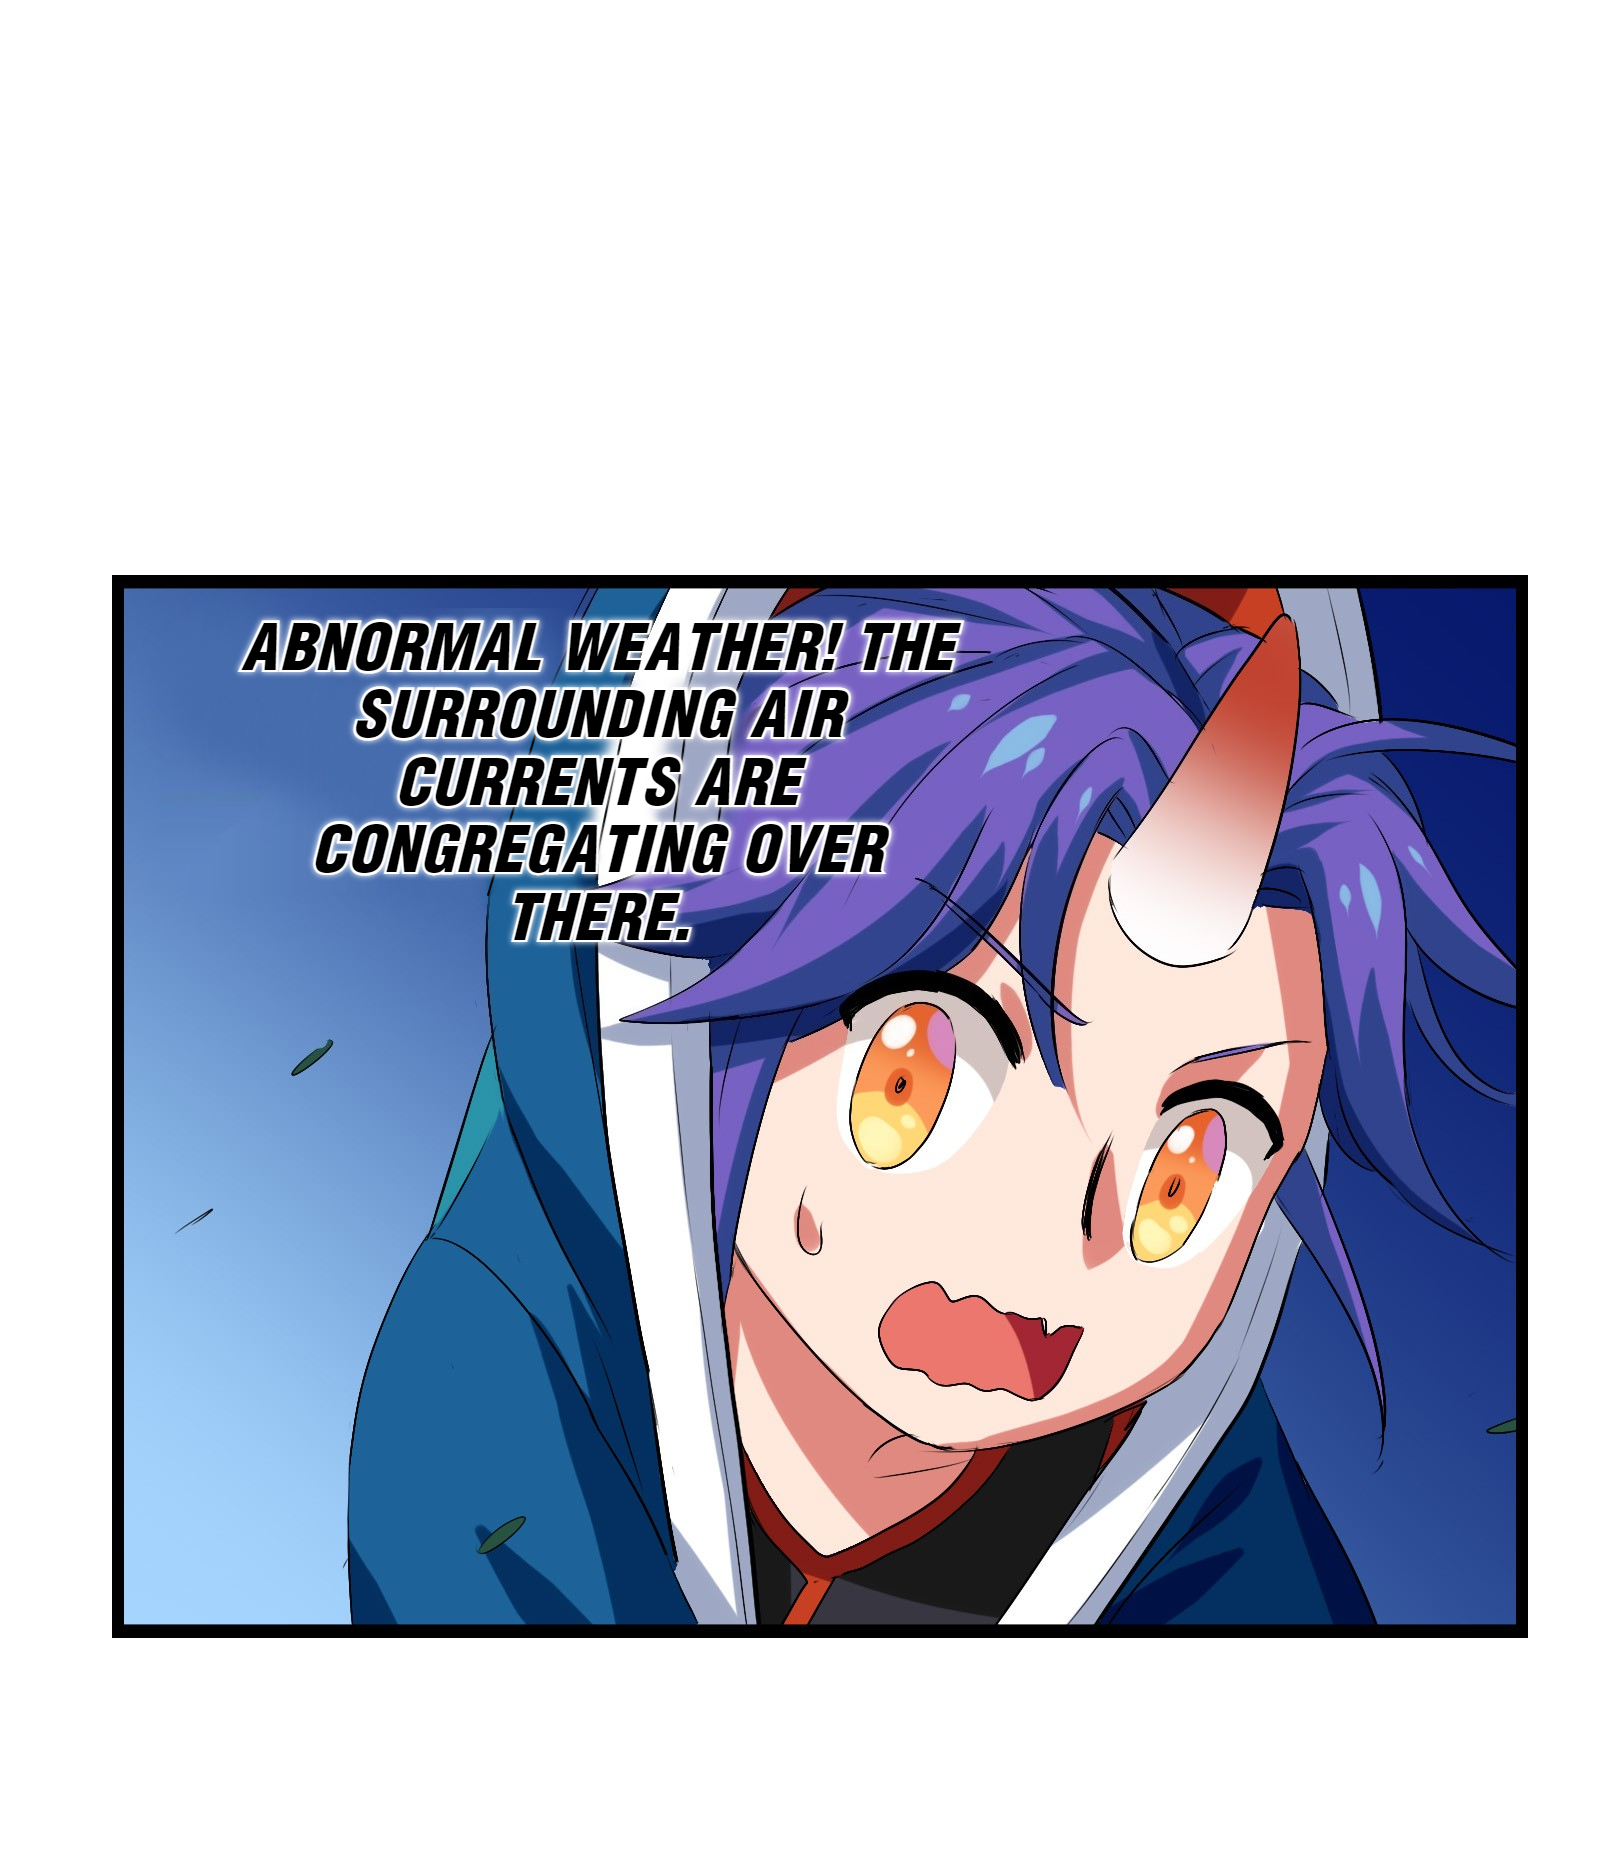 ABNORMAL WEATHER! THE
SURROUNDING AIR
CURRENTS ARE
CONGREGATING OVER
THERE.